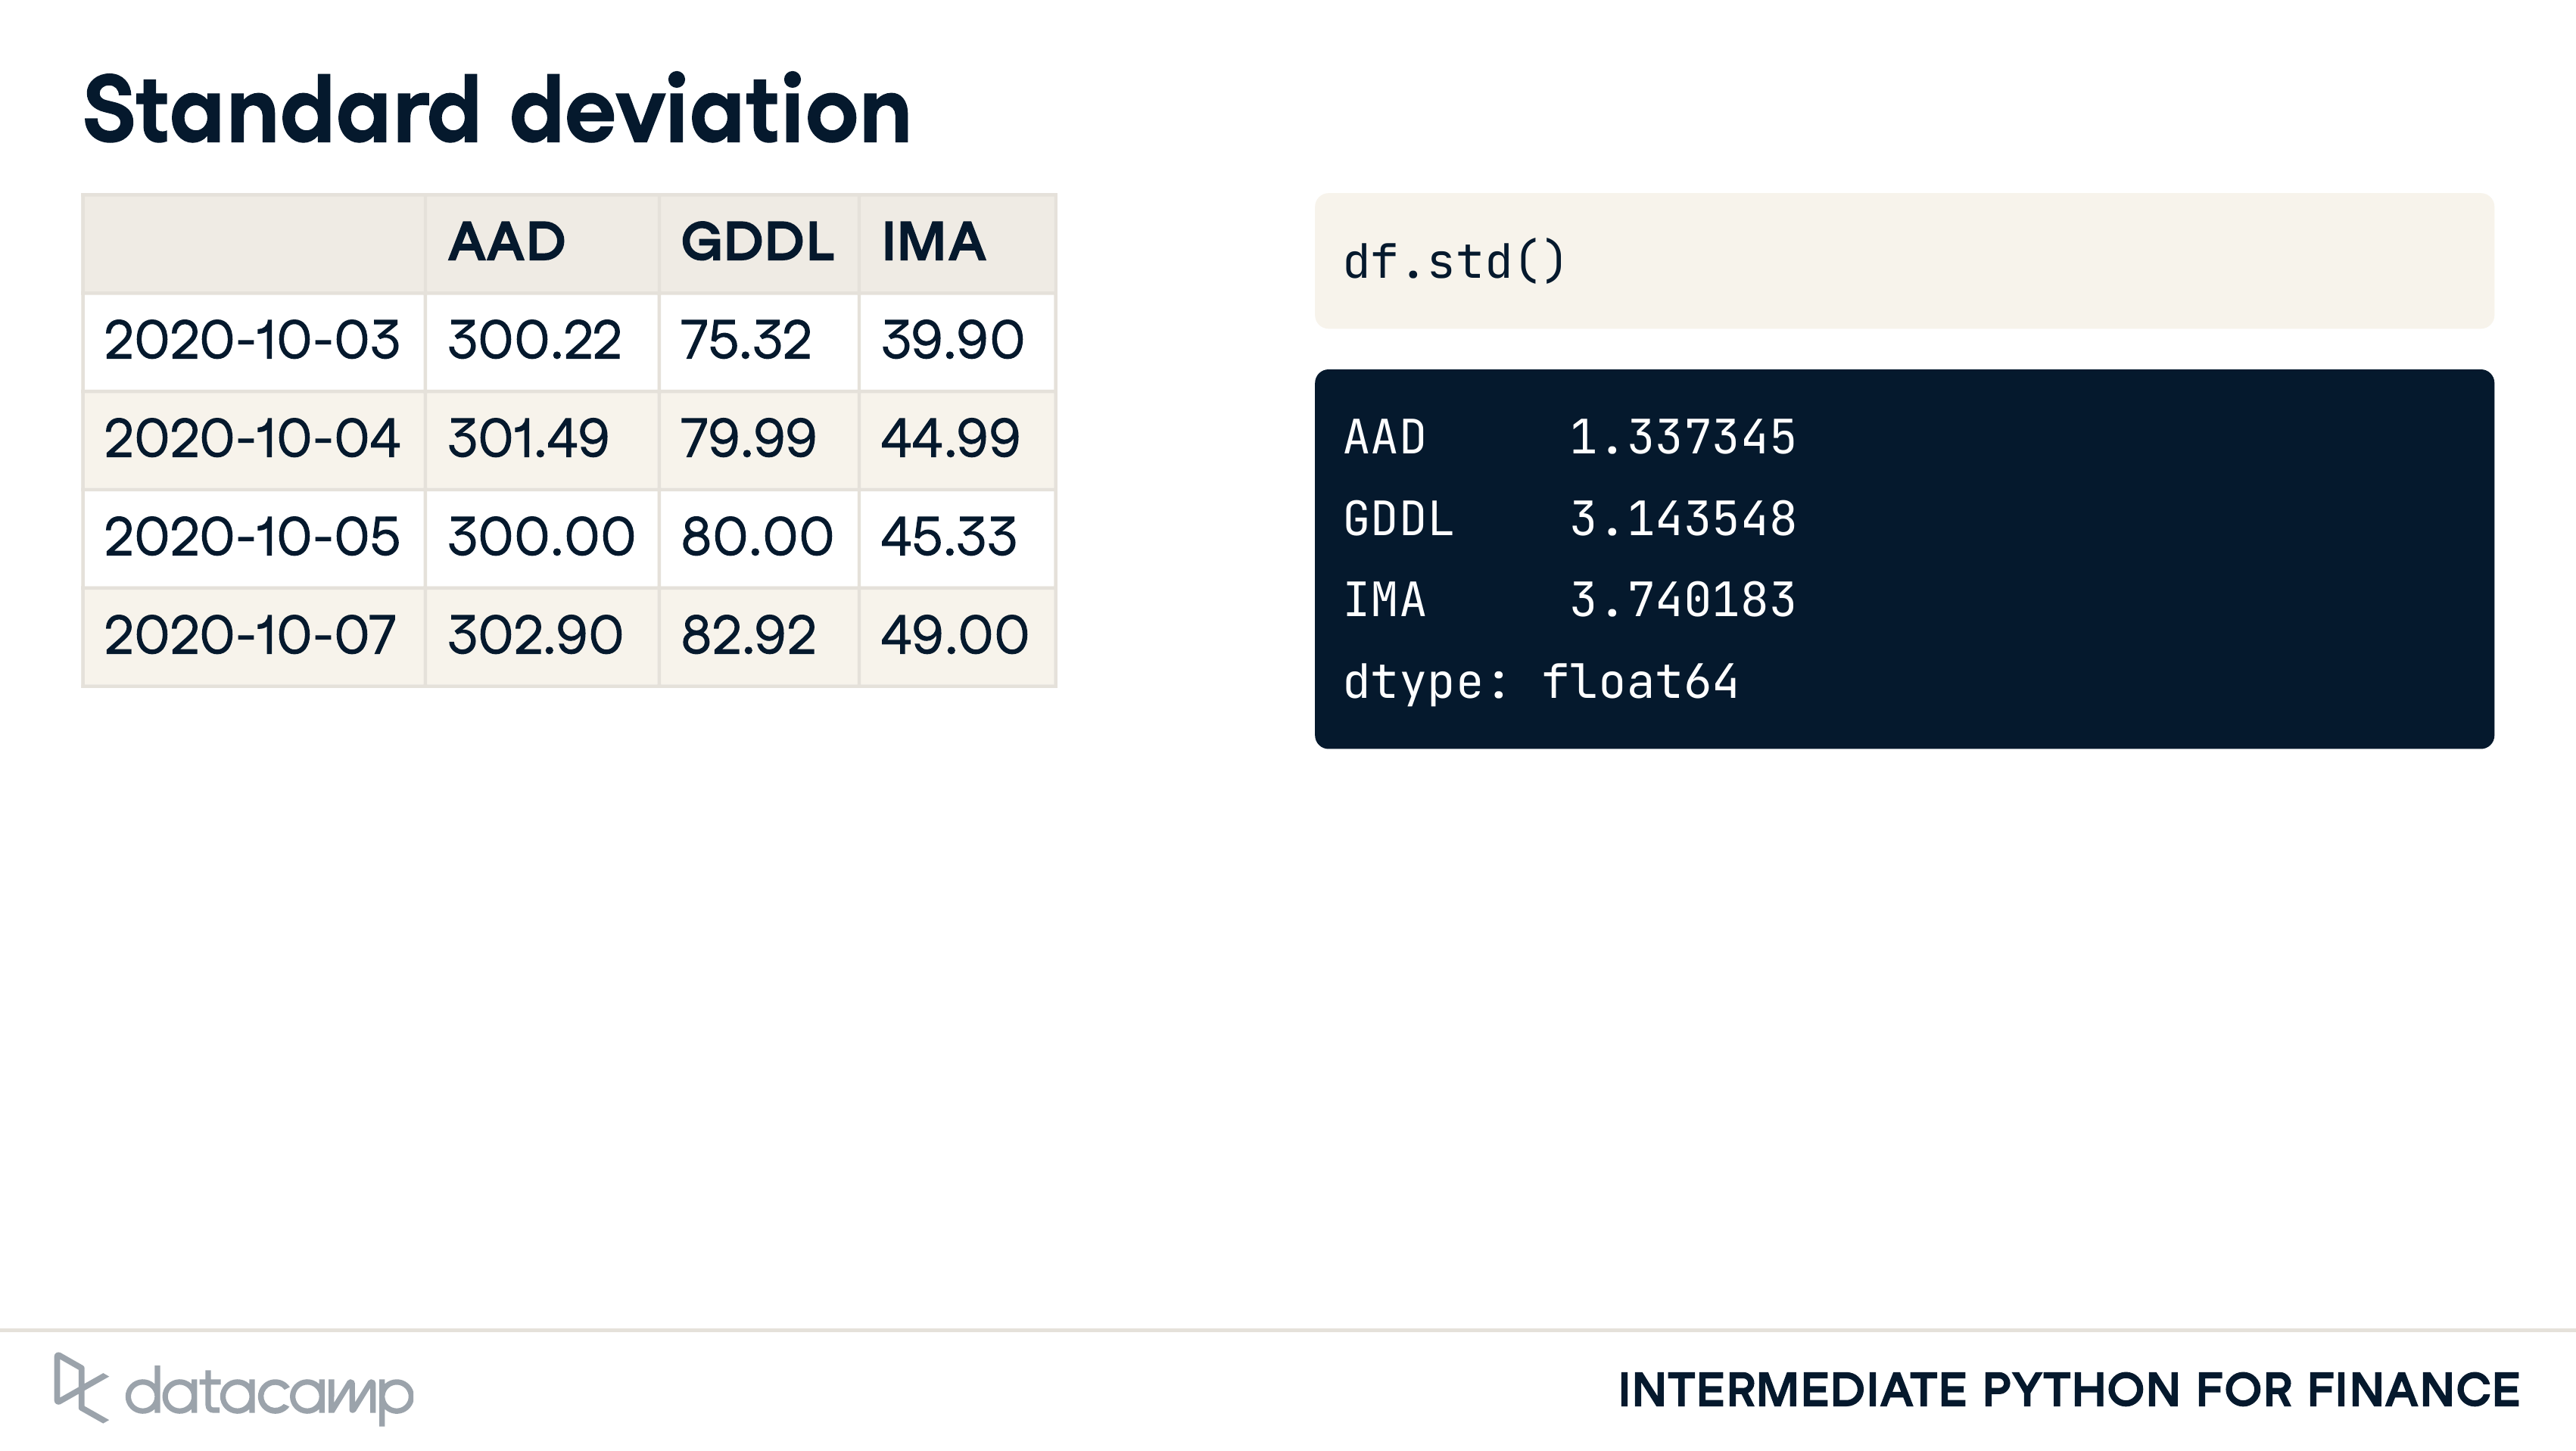 Standard deviation
AAD GDDL IMA
2020-10-03 300.22 75.32 39.90
2020-10-04 301.49 79.99 44.99
2020-10-05 300.00 80.00 45.33
2020-10-07 302.90 82.92 49.00
df.std()
AAD 1.337345
GDDL 3.143548
IMA 3.740183
dtype: float64
datacamp
INTERMEDIATE PYTHON FOR FINANCE